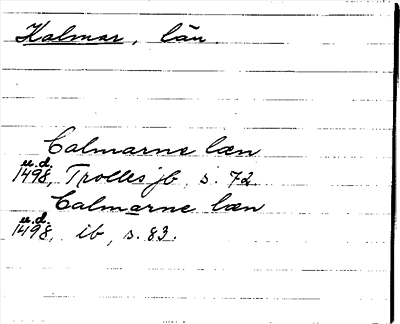 Kalmar, län.
Calmarne læn
u.d.
1498, Trolles jb, s. 72.
Calmarne læn
u.d.
1498, ib, s. 83.